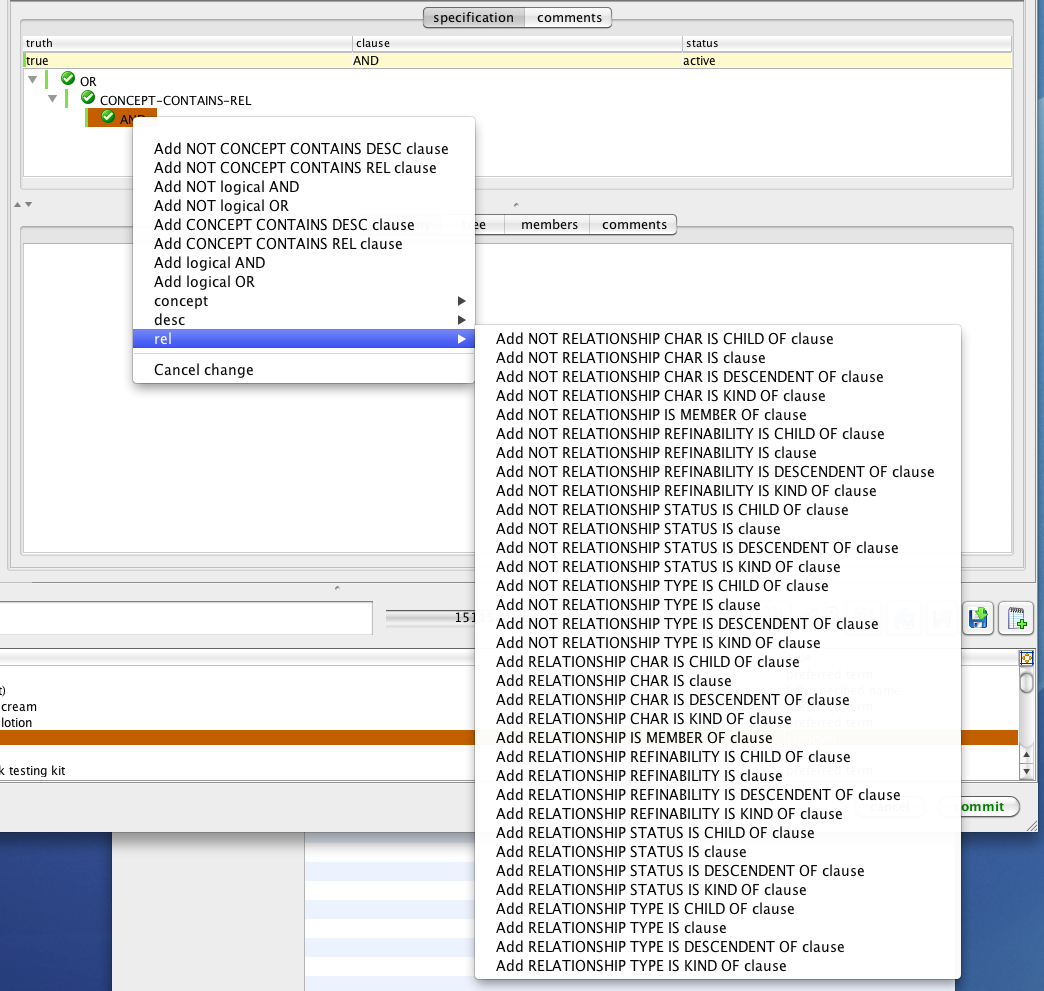 specification comments
truth clause status
true AND active
OR
CONCEPT-CONTAINS-REL
AND
Add NOT CONCEPT CONTAINS DESC clause
Add NOT CONCEPT CONTAINS REL clause
Add NOT logical AND
Add NOT logical OR
Add CONCEPT CONTAINS DESC clause
Add CONCEPT CONTAINS REL clause
Add logical AND
Add logical OR
concept
desc
rel
Cancel change
members comments
Add NOT RELATIONSHIP CHAR IS CHILD OF clause
Add NOT RELATIONSHIP CHAR IS clause
Add NOT RELATIONSHIP CHAR IS DESCENDENT OF clause
Add NOT RELATIONSHIP CHAR IS KIND OF clause
Add NOT RELATIONSHIP IS MEMBER OF clause
Add NOT RELATIONSHIP REFINABILITY IS CHILD OF clause
Add NOT RELATIONSHIP REFINABILITY IS clause
Add NOT RELATIONSHIP REFINABILITY IS DESCENDENT OF clause
Add NOT RELATIONSHIP REFINABILITY IS KIND OF clause
Add NOT RELATIONSHIP STATUS IS CHILD OF clause
Add NOT RELATIONSHIP STATUS IS clause
Add NOT RELATIONSHIP STATUS IS DESCENDENT OF clause
Add NOT RELATIONSHIP STATUS IS KIND OF clause
Add NOT RELATIONSHIP TYPE IS CHILD OF clause
Add NOT RELATIONSHIP TYPE IS clause
Add NOT RELATIONSHIP TYPE IS DESCENDENT OF clause
Add NOT RELATIONSHIP TYPE IS KIND OF clause
Add RELATIONSHIP CHAR IS CHILD OF clause
Add RELATIONSHIP CHAR IS clause
Add RELATIONSHIP CHAR IS DESCENDENT OF clause
Add RELATIONSHIP CHAR IS KIND OF clause
Add RELATIONSHIP IS MEMBER OF clause
Add RELATIONSHIP REFINABILITY IS CHILD OF clause
Add RELATIONSHIP REFINABILITY IS clause
Add RELATIONSHIP REFINABILITY IS DESCENDENT OF clause
Add RELATIONSHIP REFINABILITY IS KIND OF clause
Add RELATIONSHIP STATUS IS CHILD OF clause
Add RELATIONSHIP STATUS IS clause
Add RELATIONSHIP STATUS IS DESCENDENT OF clause
Add RELATIONSHIP STATUS IS KIND OF clause
Add RELATIONSHIP TYPE IS CHILD OF clause
Add RELATIONSHIP TYPE IS clause
Add RELATIONSHIP TYPE IS DESCENDENT OF clause
Add RELATIONSHIP TYPE IS KIND OF clause
t)
cream
lotion
k testing kit
ommit